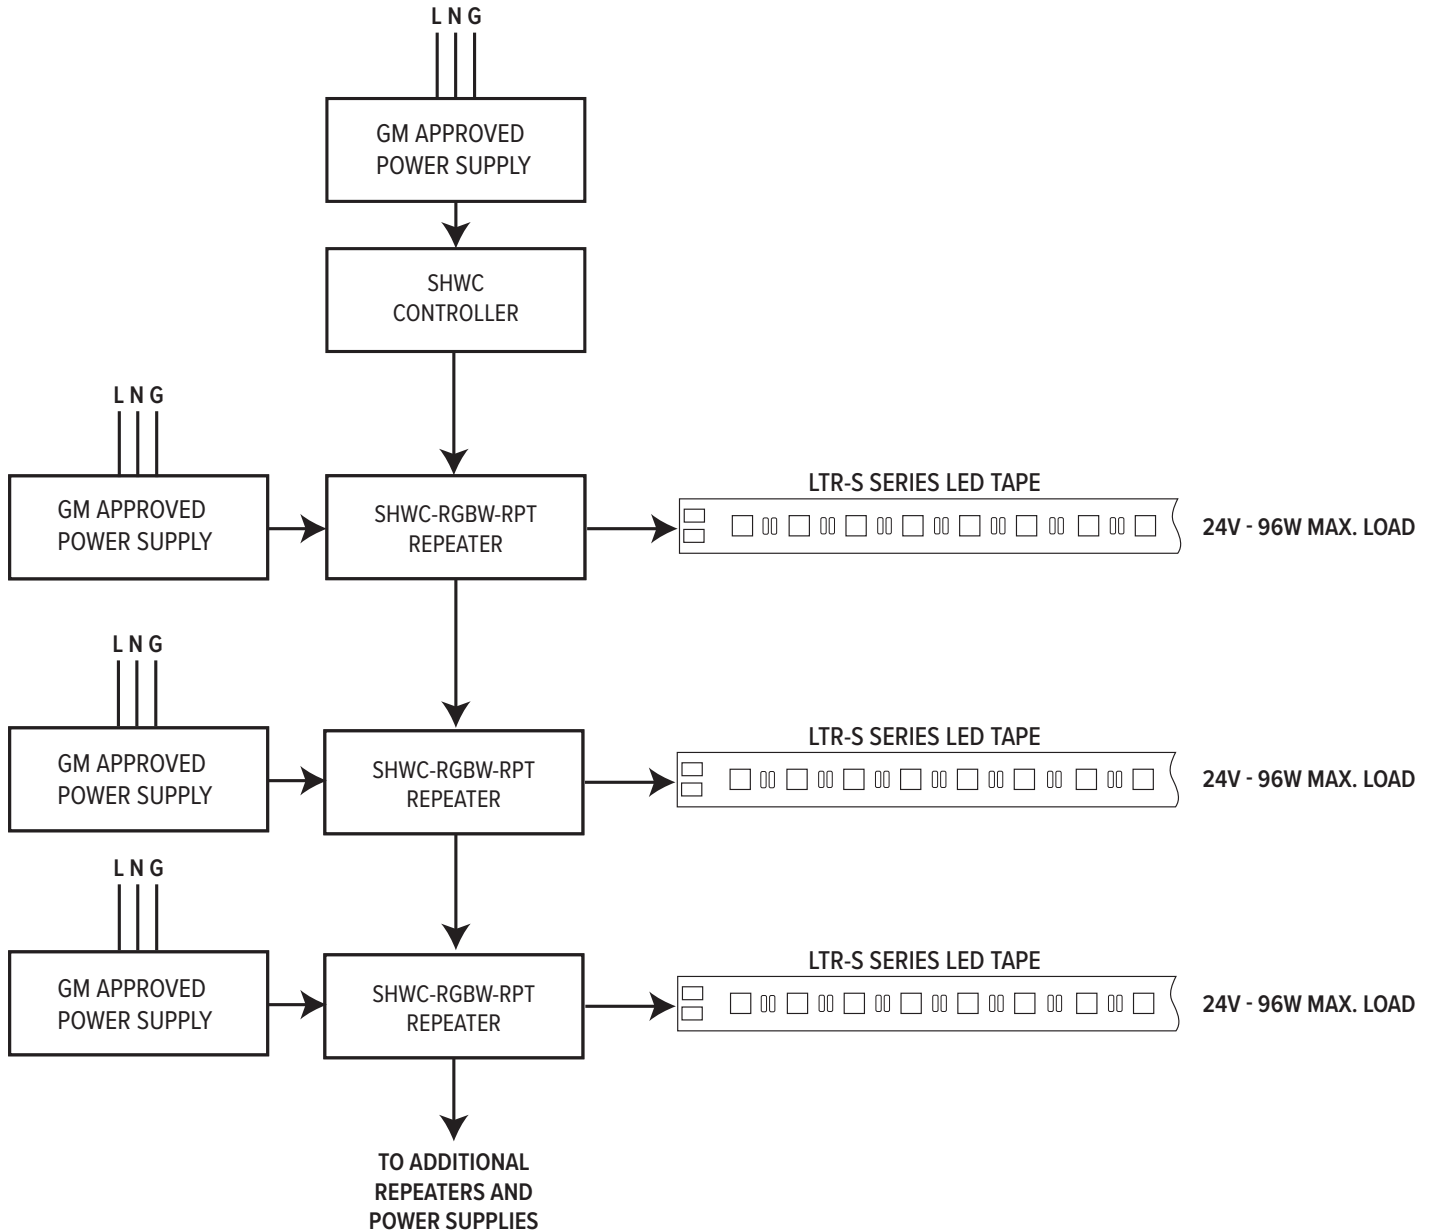 L N G
GM APPROVED
POWER SUPPLY
SHWC
CONTROLLER
L N G
GM APPROVED
POWER SUPPLY
SHWC-RGBW-RPT
REPEATER
LTR-S SERIES LED TAPE
24V - 96W MAX. LOAD
L N G
GM APPROVED
POWER SUPPLY
SHWC-RGBW-RPT
REPEATER
LTR-S SERIES LED TAPE
24V - 96W MAX. LOAD
L N G
GM APPROVED
POWER SUPPLY
SHWC-RGBW-RPT
REPEATER
LTR-S SERIES LED TAPE
24V - 96W MAX. LOAD
TO ADDITIONAL
REPEATERS AND
POWER SUPPLIES